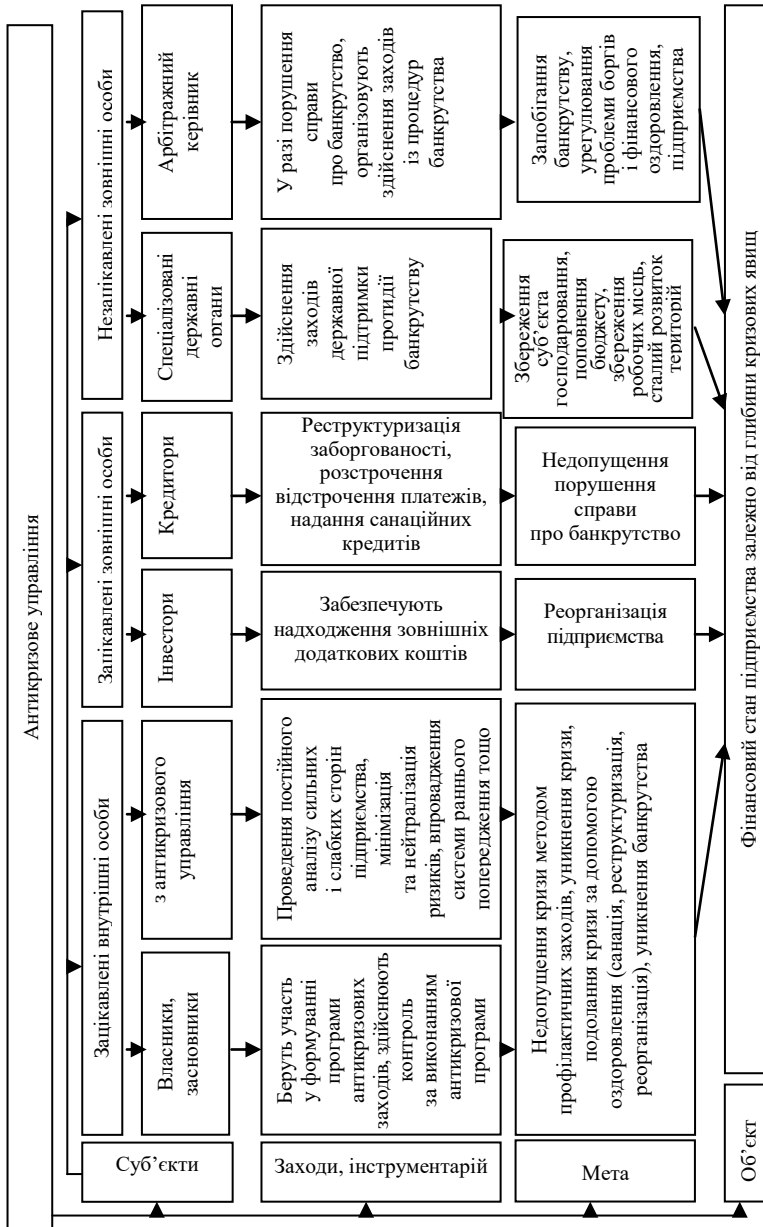 Антикризове управління
Зацікавлені внутрішні особи
Запікавлені зовнішні особи
Незапікавлені зовнішні особи
Суб’єкти
Власники,
засновники
з антикризового
управління
Інвестори
Кредитори
Спеціалізовані
державні
органи
Арбітражний
керівник
Заходи, інструментарій
Беруть участь
у формуванні
програми
антикризових
заходів, здійснюють
контроль
за виконанням
антикризової
програми
Проведення постійного
аналізу сильних
і слабких сторін
підприємства,
мінімізація
та нейтралізація
ризиків, впровадження
системи раннього
попередження тощо
Забезпечують
надходження зовнішніх
додаткових коштів
Реструктуризація
заборгованості,
розстрочення
відстрочення платежів,
надання санаційних
кредитів
Здійснення
заходів
державної
підтримки
протидії
банкрутству
У разі порушення
справи
про банкрутство,
організовують
здійснення заходів
із процедур
банкрутства
Мета
Недопущення кризи методом
профілактичних заходів, уникнення кризи,
подолання кризи за допомогою
оздоровлення (санація, реструктуризація,
реорганізація), уникнення банкрутства
Реорганізація
підприємства
Недопущення
порушення
справи
про банкрутство
Збереження
суб’єкта
господарювання,
поповнення
бюджету,
збереження
робочих місць,
сталий розвиток
територій
Запобігання
банкрутству,
урегулювання
проблеми боргів
і фінансового
оздоровлення,
підприємства
Об’єкт
Фінансовий стан підприємства залежно від глибини кризових явищ